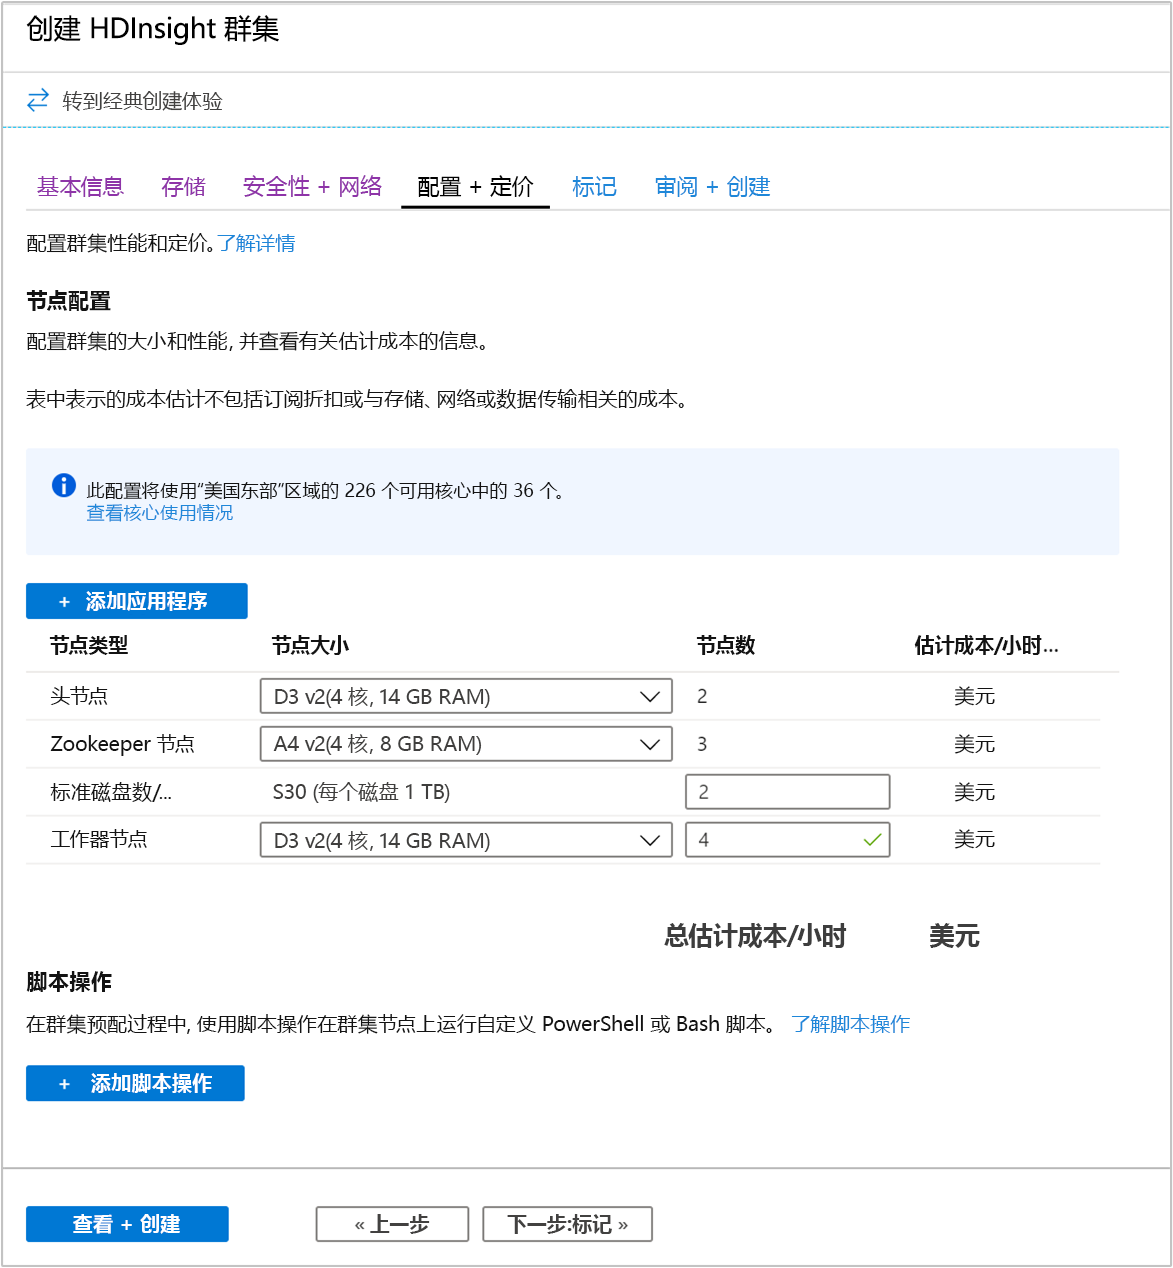 创建 HDInsight 群集
转到经典创建体验
基本信息 存储 安全性 + 网络 配置 + 定价 标记 审阅 + 创建
配置群集性能和定价。了解详情
节点配置
配置群集的大小和性能, 并查看有关估计成本的信息。
表中表示的成本估计不包括订阅折扣或与存储、网络或数据传输相关的成本。
此配置将使用“美国东部”区域的 226 个可用核心中的 36 个。
查看核心使用情况
+ 添加应用程序
节点类型 节点大小 节点数 估计成本/小时...
头节点 D3 v2(4 核, 14 GB RAM) 2 美元
Zookeeper 节点 A4 v2(4 核, 8 GB RAM) 3 美元
标准磁盘数/... S30 (每个磁盘 1 TB) 2 美元
工作器节点 D3 v2(4 核, 14 GB RAM) 4 美元
总估计成本/小时 美元
脚本操作
在群集预配过程中, 使用脚本操作在群集节点上运行自定义 PowerShell 或 Bash 脚本。 了解脚本操作
+ 添加脚本操作
查看 + 创建 « 上一步 下一步:标记 »